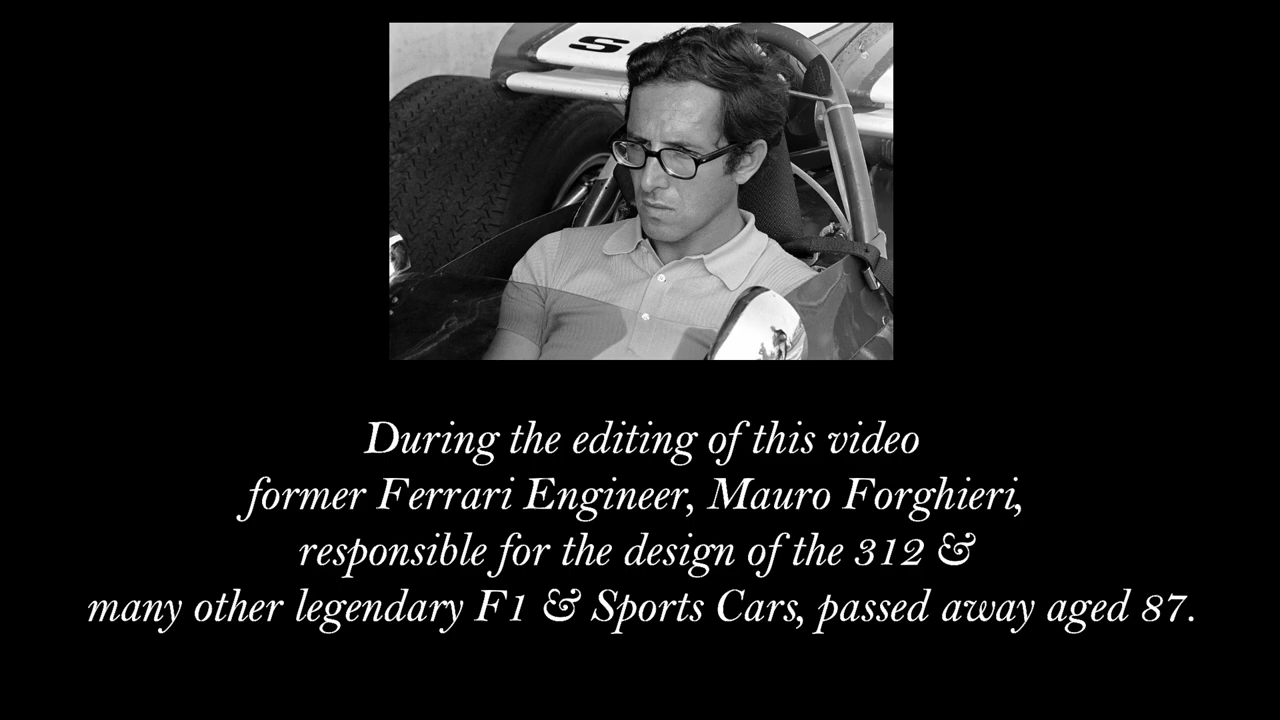 S
During the editing of this video
former Ferrari Engineer, Mauro Forghieri,
responsible for the design of the 312 &
many other legendary F1 & Sports Cars, passed away aged 87.